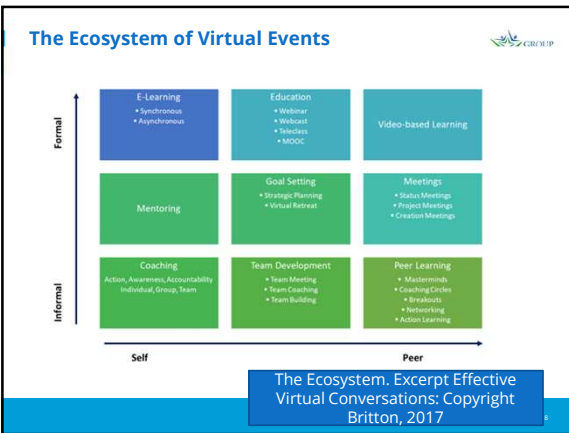 The Ecosystem of Virtual Events
GROUP
Formal
E-Learning
• Synchronous
• Asynchronous
Education
• Webinar
• Webcast
• Teleclass
• MOOC
Video-based Learning
Mentoring
Goal Setting
• Strategic Planning
• Virtual Retreat
Meetings
• Status Meetings
• Project Meetings
• Creation Meetings
Informal
Coaching
Action, Awareness, Accountability
Individual, Group, Team
Team Development
• Team Meeting
• Team Coaching
• Team Building
Peer Learning
• Masterminds
• Coaching Circles
• Breakouts
• Networking
• Action Learning
Self
Peer
The Ecosystem. Excerpt Effective
Virtual Conversations: Copyright
Britton, 2017